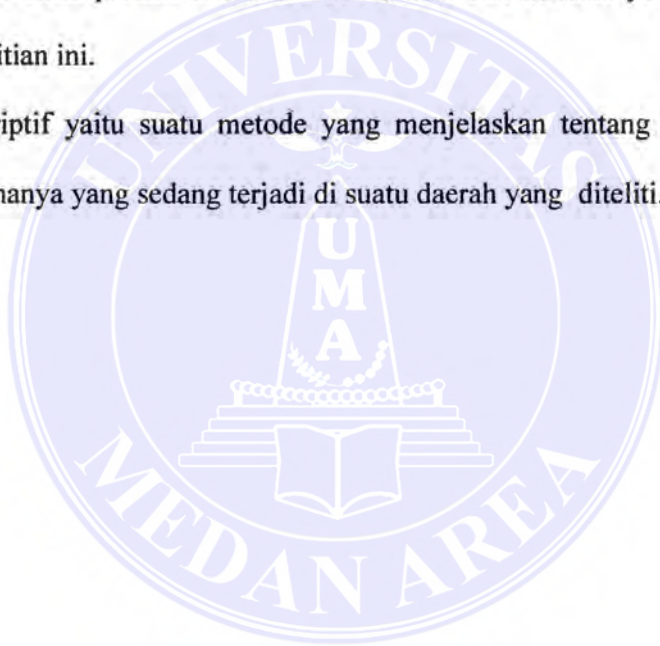 itian ini.
riptif yaitu suatu metode yang menjelaskan tentang
nanya yang sedang terjadi di suatu daerah yang diteliti.
UNIVERSITAS
UMA
MEDAN AREA